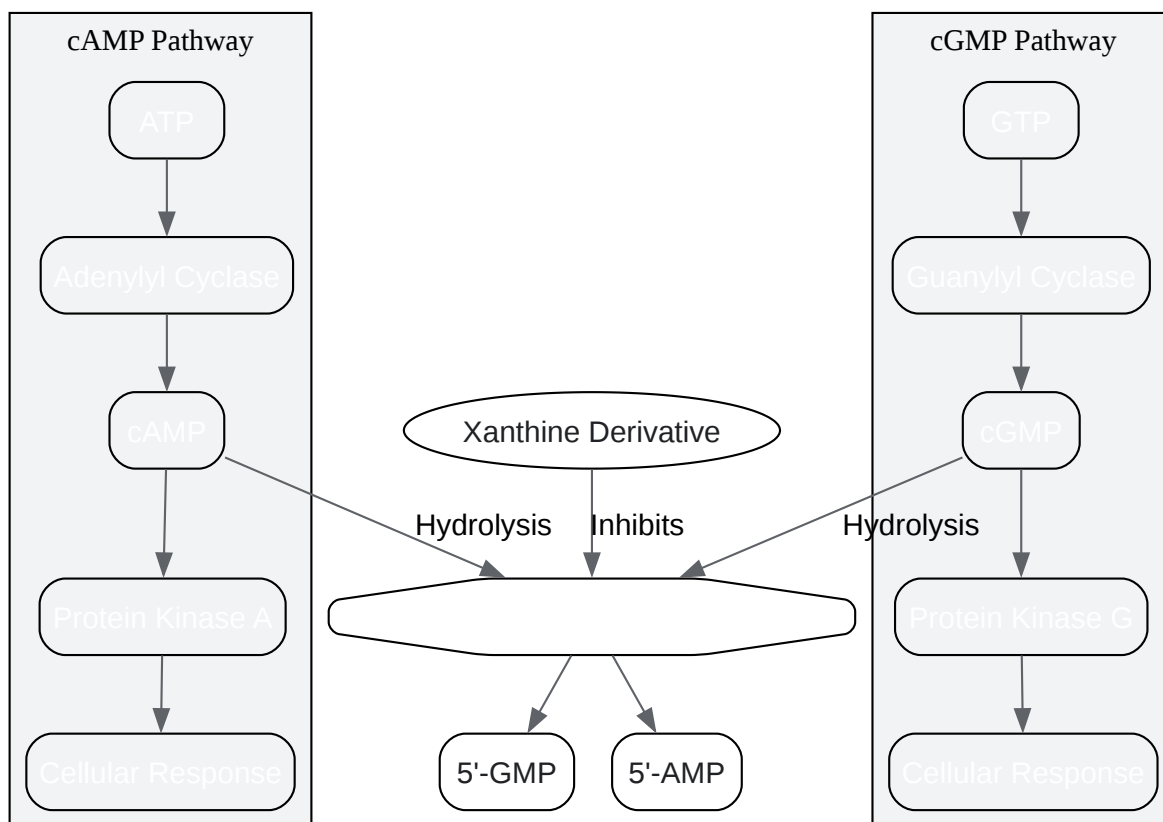 cAMP Pathway
cGMP Pathway
ATP
GTP
Adenylyl Cyclase
Guanylyl Cyclase
cAMP
Xanthine Derivative
cGMP
Hydrolysis
Inhibits
Hydrolysis
Protein Kinase A
Protein Kinase G
Cellular Response
5'-GMP
5'-AMP
Cellular Response